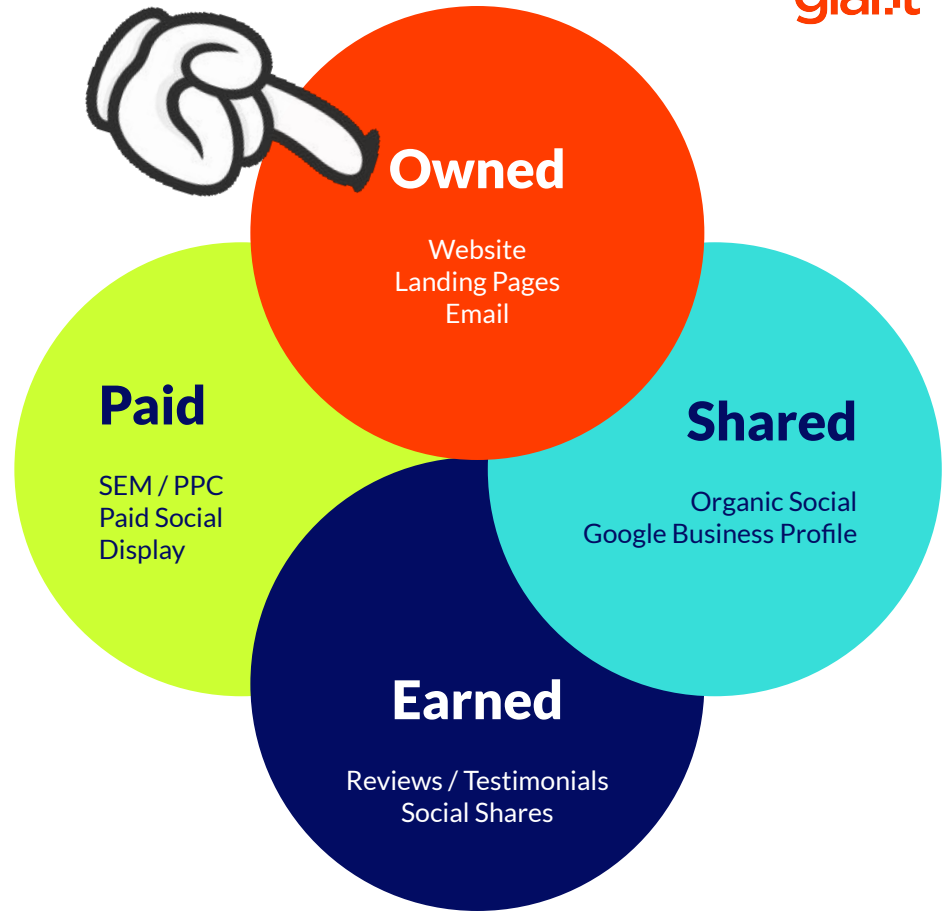 giant
Owned
Website
Landing Pages
Email
Paid
SEM / PPC
Paid Social
Display
Shared
Organic Social
Google Business Profile
Earned
Reviews / Testimonials
Social Shares